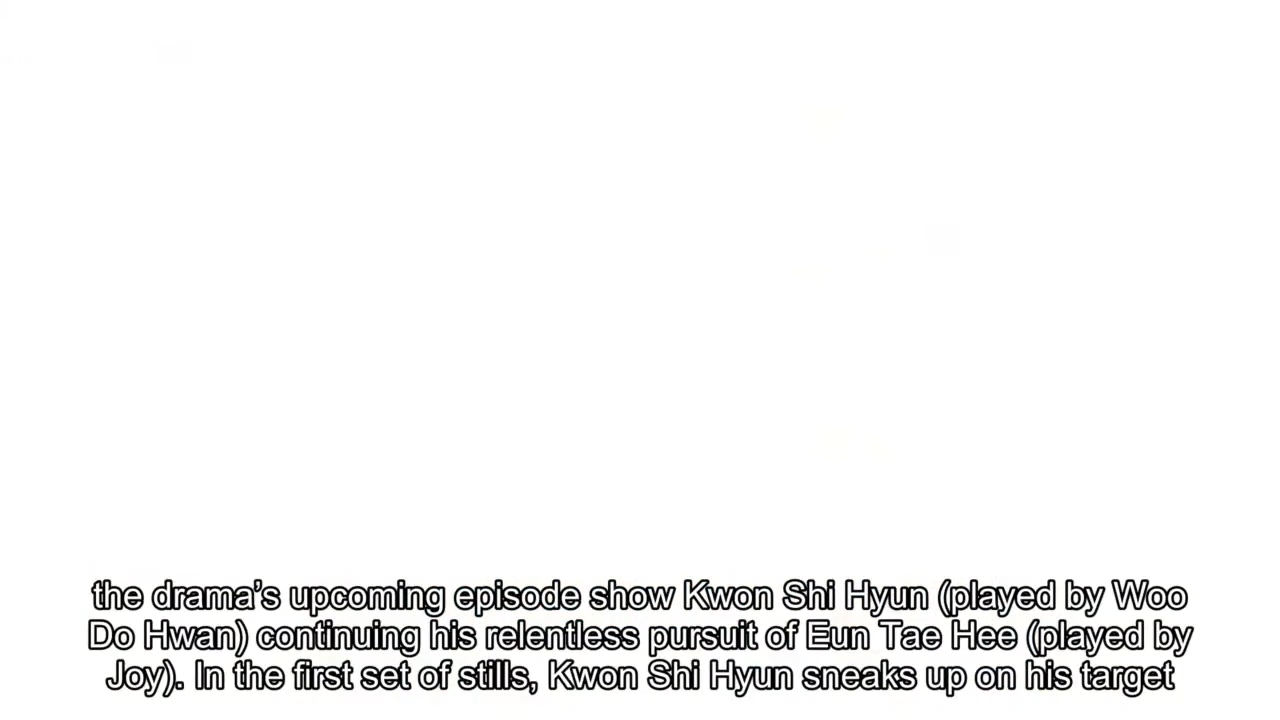 the drama’s upcoming episode show Kwon Shi Hyun (played by Woo
Do Hwan) continuing his relentless pursuit of Eun Tae Hee (played by
Joy). In the first set of stills, Kwon Shi Hyun sneaks up on his target